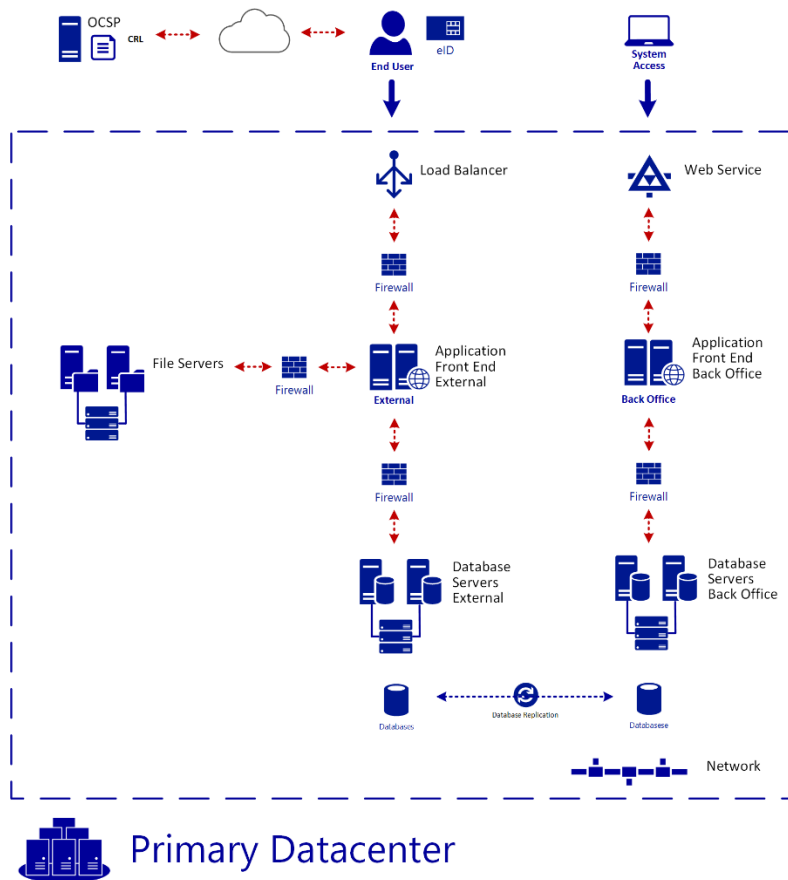 OCSP
CRL
eID
End User
System
Access
Load Balancer
Web Service
Firewall
Firewall
File Servers
Firewall
Application
Front End
External
External
Application
Front End
Back Office
Back Office
Firewall
Firewall
Database
Servers
External
Database
Servers
Back Office
Databases
Database Replication
Databasese
Network
Primary Datacenter